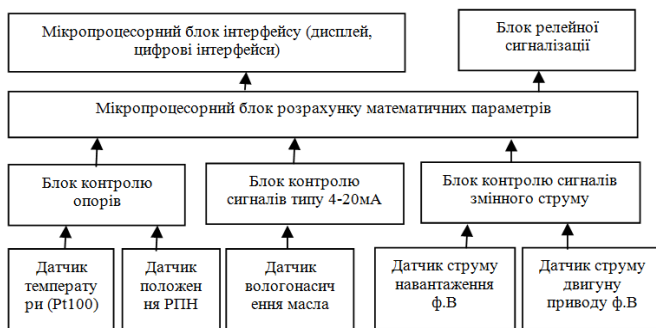 Мікропроцесорний блок інтерфейсу (дисплей,
цифрові інтерфейси)
Блок релейної
сигналізації
Мікропроцесорний блок розрахунку математичних параметрів
Блок контролю
опорів
Блок контролю
сигналів типу 4-20мА
Блок контролю сигналів
змінного струму
Датчик
температу
ри (Pt100)
Датчик
положен
ня РПН
Датчик
вологонасич
ення масла
Датчик струму
навантаження
ф.В
Датчик струму
двигуну
приводу ф.В